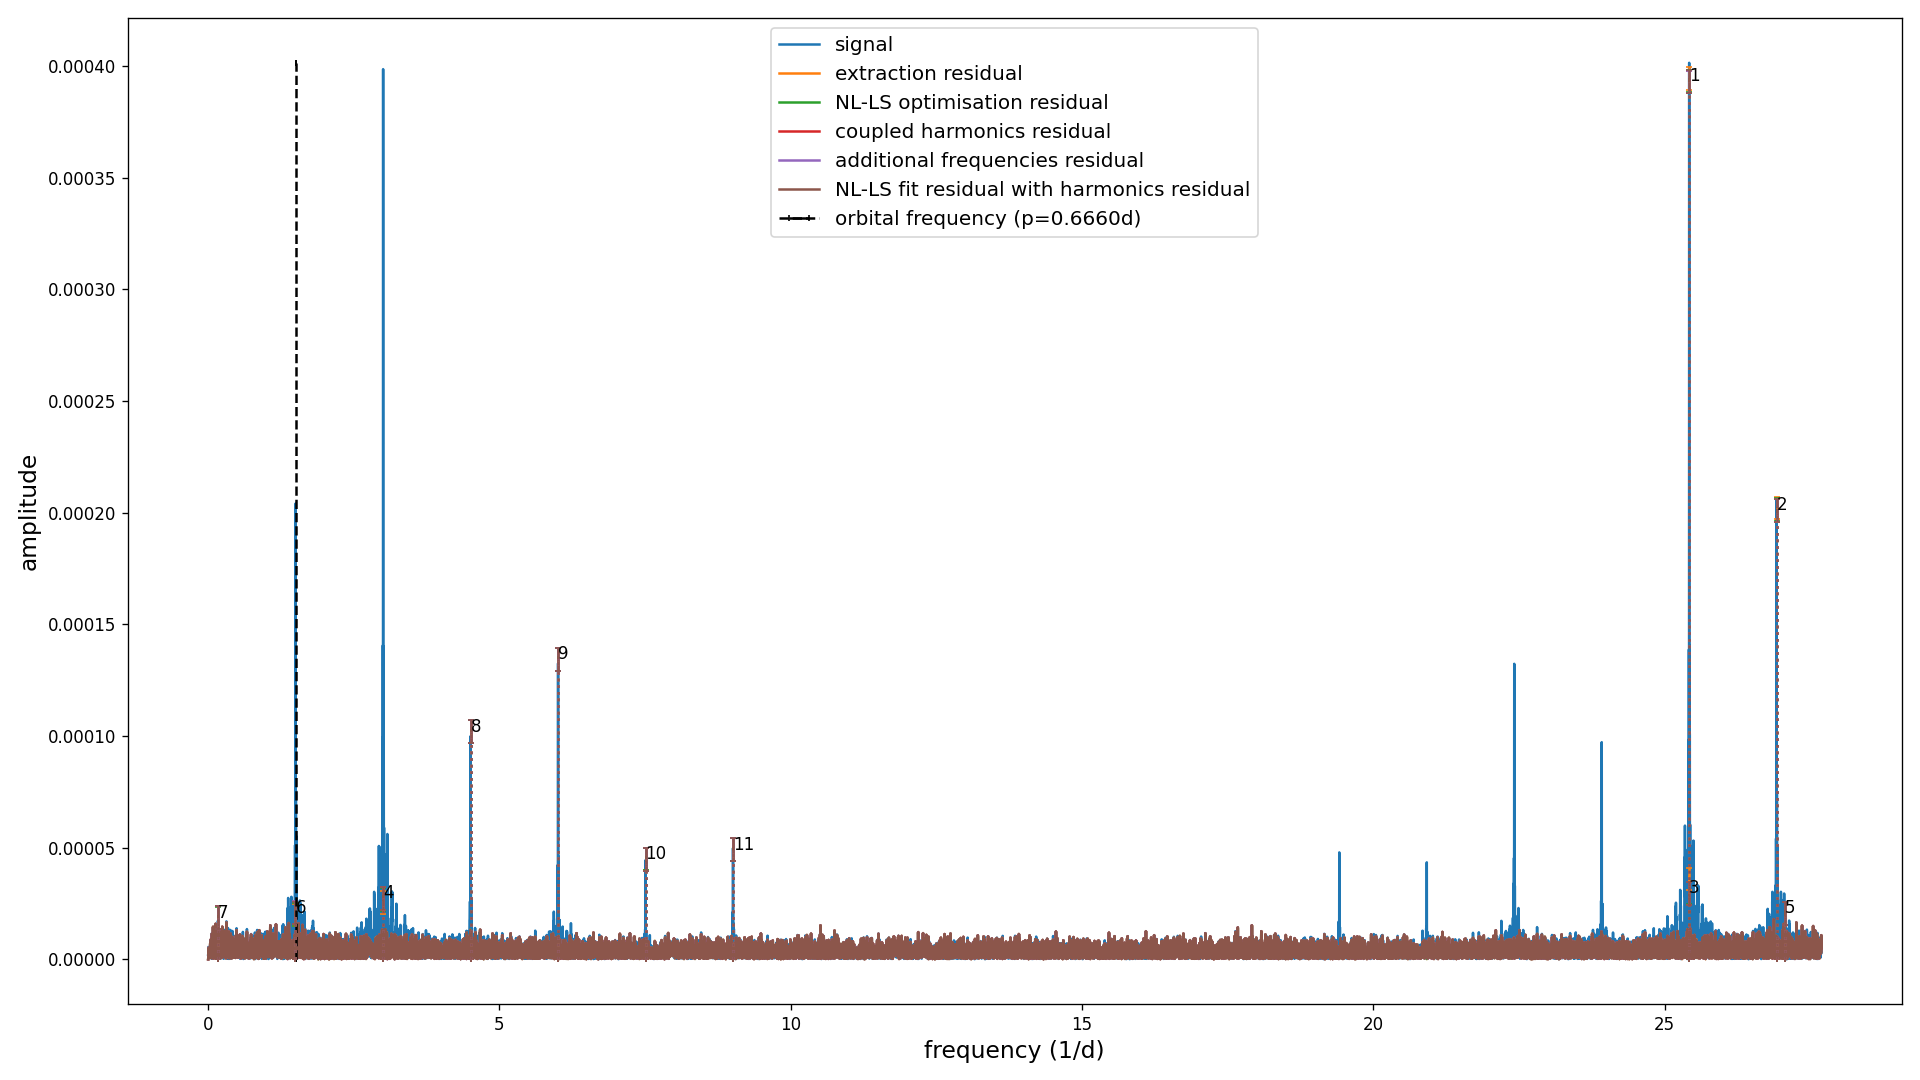 signal
extraction residual
NL-LS optimisation residual
coupled harmonics residual
additional frequencies residual
NL-LS fit residual with harmonics residual
orbital frequency (p=0.6660d)
amplitude
0.00040
0.00035
0.00030
0.00025
0.00020
0.00015
0.00010
0.00005
0.00000
1
2
9
8
10
11
4
3
7
6
5
0
5
10
15
20
25
frequency (1/d)